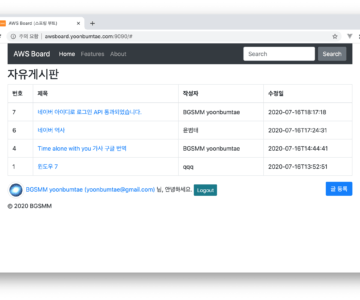 AWS Board (스프링 부트)
주의 요함 | awsboard.yoonbumtae.com:9090/#
AWS Board Home Features About Search Search
자유게시판
번호 제목 작성자 수정일
7 네이버 아이디로 로그인 API 통과되었습니다. BGSMM yoonbumtae 2020-07-16T18:17:18
6 네이버 역사 윤범태 2020-07-16T17:24:31
4 Time alone with you 가사 구글 번역 BGSMM yoonbumtae 2020-07-16T14:44:41
1 윈도우 7 qqq 2020-07-16T13:52:51
BGSMM yoonbumtae (yoonbumtae@gmail.com) 님, 안녕하세요. Logout 글 등록
© 2020 BGSMM